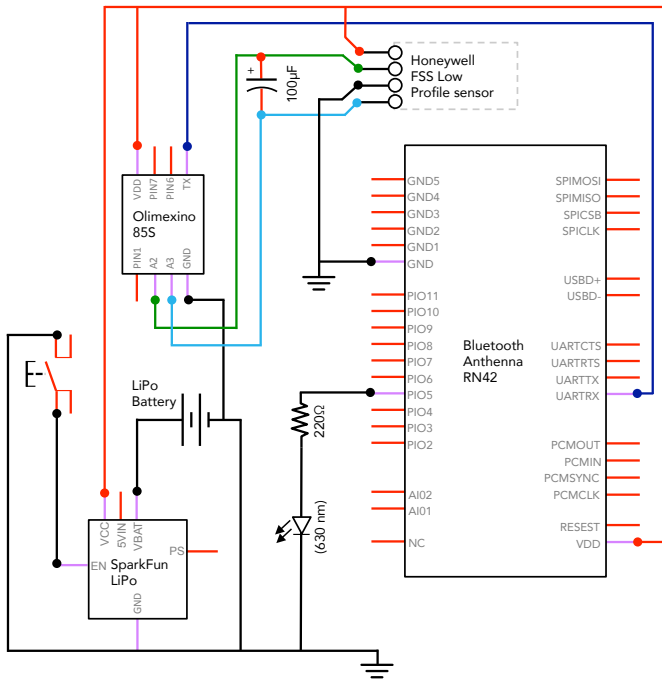 +
100μF
Honeywell
FSS Low
Profile sensor
VDD
PIN7
PIN6
TX
Olimexino
85S
PIN1
A2
A3
GND
GND5
GND4
GND3
GND2
GND1
GND
PIO11
PIO10
PIO9
PIO8
PIO7
PIO6
PIO5
PIO4
PIO3
PIO2
AI02
AI01
NC
Bluetooth
Anthenna
RN42
SPIMOSI
SPIMISO
SPICSB
SPICLK
USBD+
USBD-
UARTCTS
UARTRTS
UARTTX
UARTRX
PCMOUT
PCMIN
PCMSYNC
PCMCLK
RESEST
VDD
LiPo
Battery
220Ω
(630 nm)
VCC
5VIN
VBAT
EN
PS
SparkFun
LiPo
GND